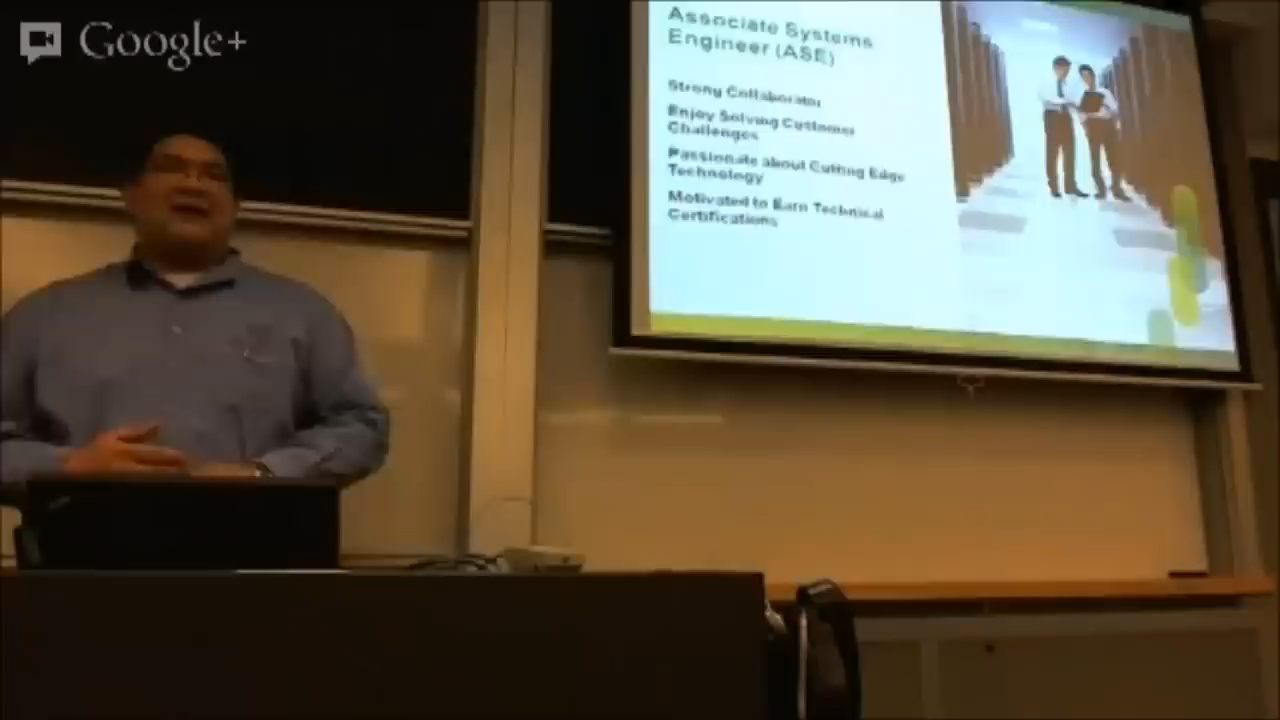 Google+
Associate Systems
Engineer (ASE)
Strong Collaborator
Enjoy Solving Customer
Challenges
Passionate about Cutting Edge
Technology
Motivated to Earn Technical
Certifications